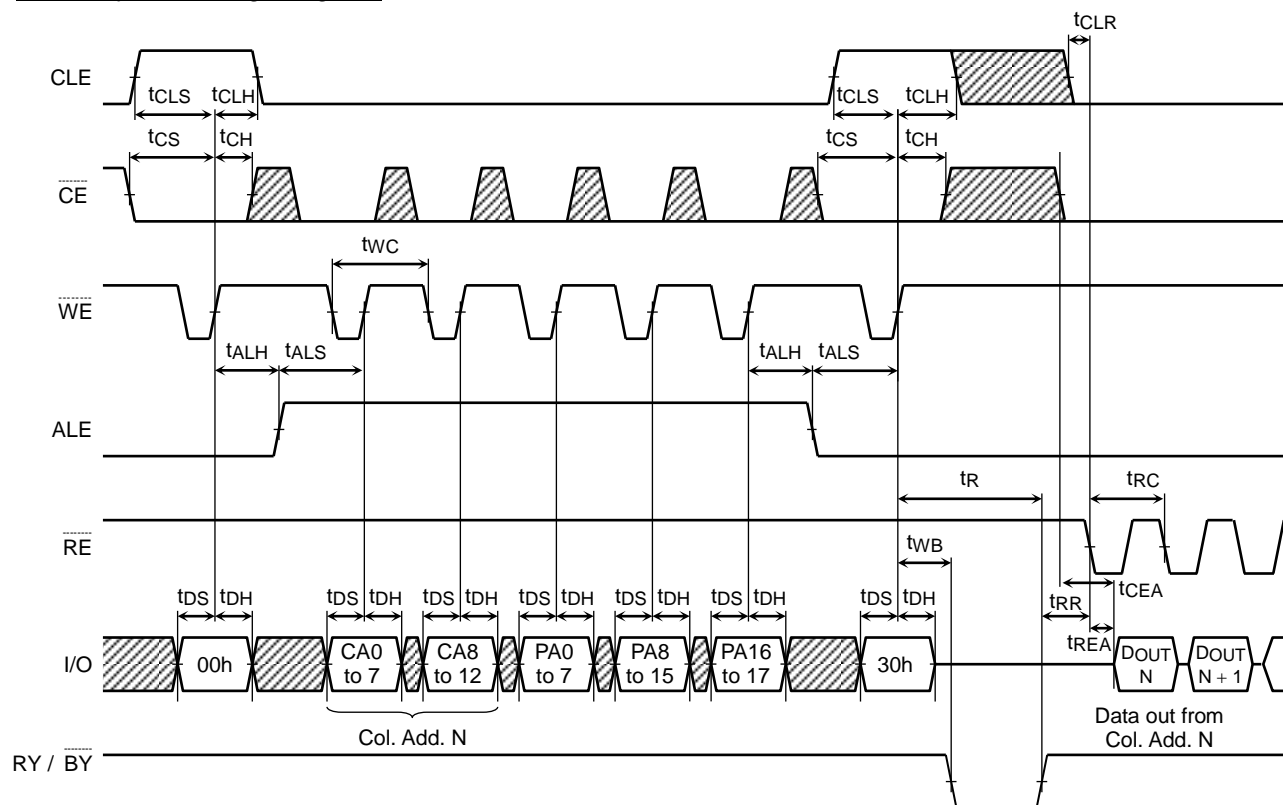 tCLR
CLE
tCLS tCLH tCLS tCLH
tCS tCH tCS tCH
CE
tWC
WE
tALH tALS tALH tALS
ALE
tR tRC
RE
tWB
tCEA
tDS tDH tDS tDH tDS tDH tDS tDH tDS tDH tDS tDH tDS tDH tRR
tREA
I/O 00h CA0 to 7 CA8 to 12 PA0 to 7 PA8 to 15 PA16 to 17 30h DOUT N DOUT N + 1
Col. Add. N
Data out from
Col. Add. N
RY / BY